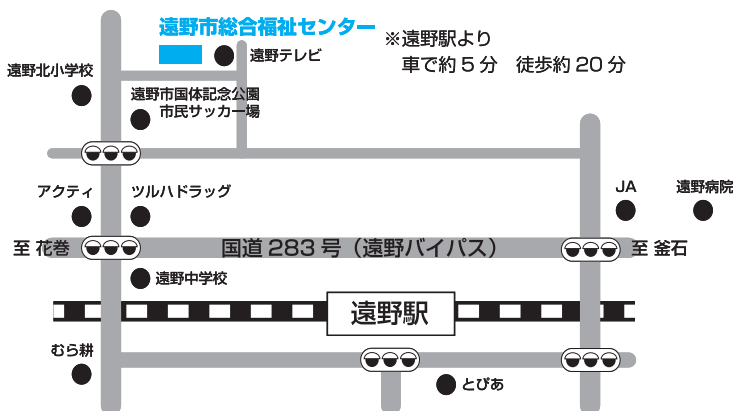 遠野市総合福祉センター
※遠野駅より
車で約5分 徒歩約20分
遠野テレビ
遠野北小学校
遠野市国体記念公園
市民サッカー場
アクティ
ツルハドラッグ
JA
遠野病院
至 花巻
国道283号（遠野バイパス）
至 釜石
遠野中学校
遠野駅
むら耕
とぴあ